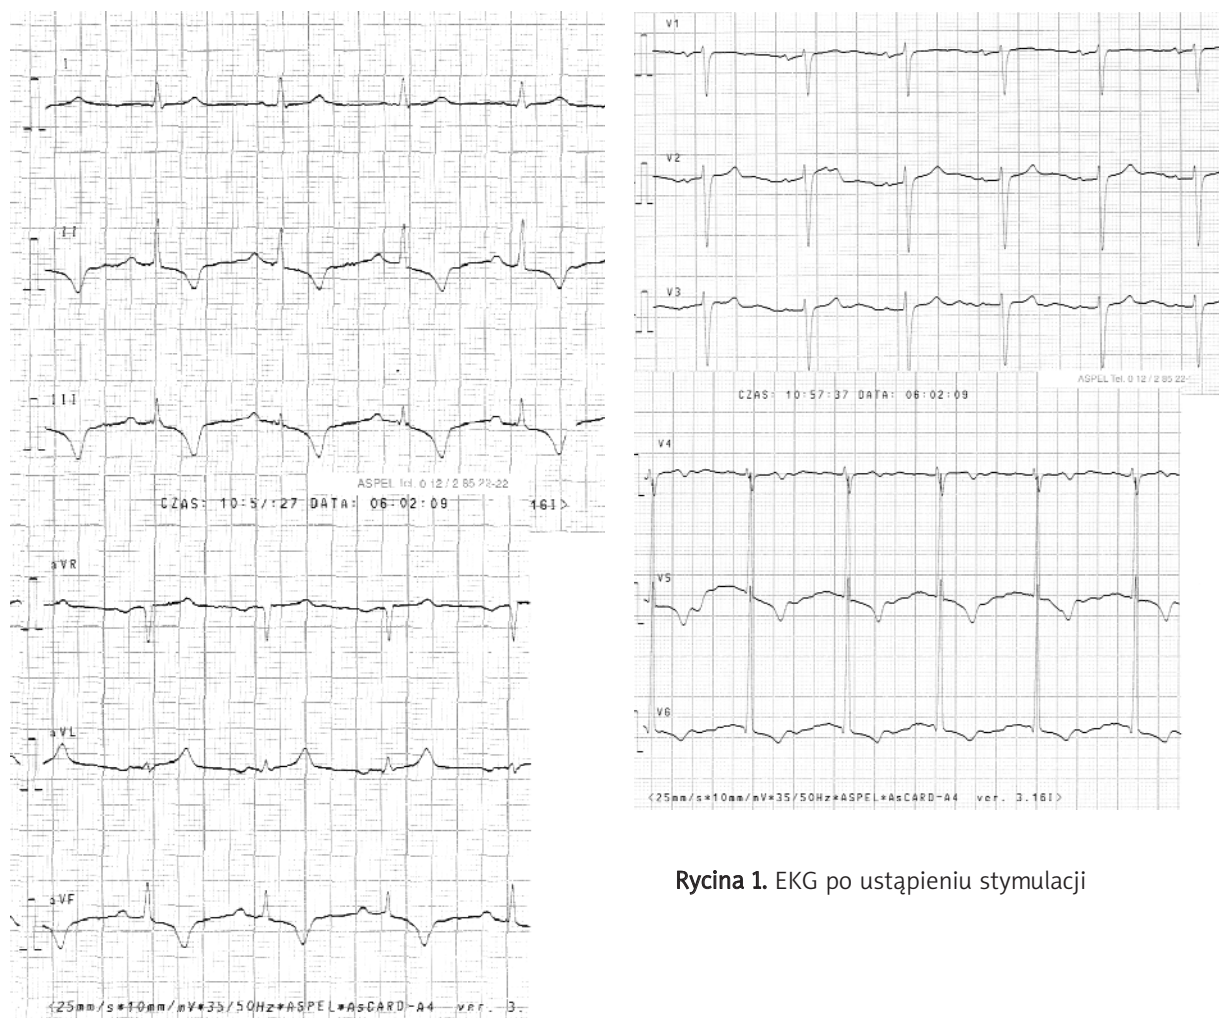 I
II
III
ASPEL Tel. 0 12 / 2 85 22-22
CZAS: 10:57:27 DATA: 06:02:09
16I>
aVR
aVL
aVF
<25mm/s*10mm/mV*35/50Hz*ASPEL*AsCARD-A4 ver. 3.
V1
V2
V3
ASPEL Tel. 0 12 / 2 85 22-
CZAS: 10:57:37 DATA: 06:02:09
V4
V5
V6
<25mm/s*10mm/mV*35/50Hz*ASPEL*AsCARD-A4 ver. 3.16I>
Rycina 1. EKG po ustąpieniu stymulacji